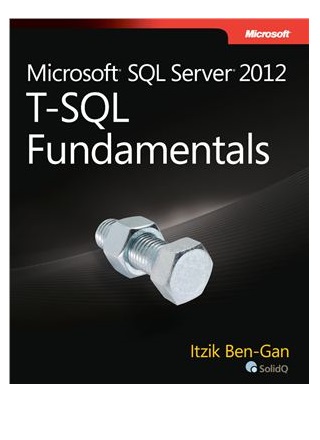 Microsoft
Microsoft® SQL Server® 2012
T-SQL
Fundamentals
Itzik Ben-Gan
SolidQ